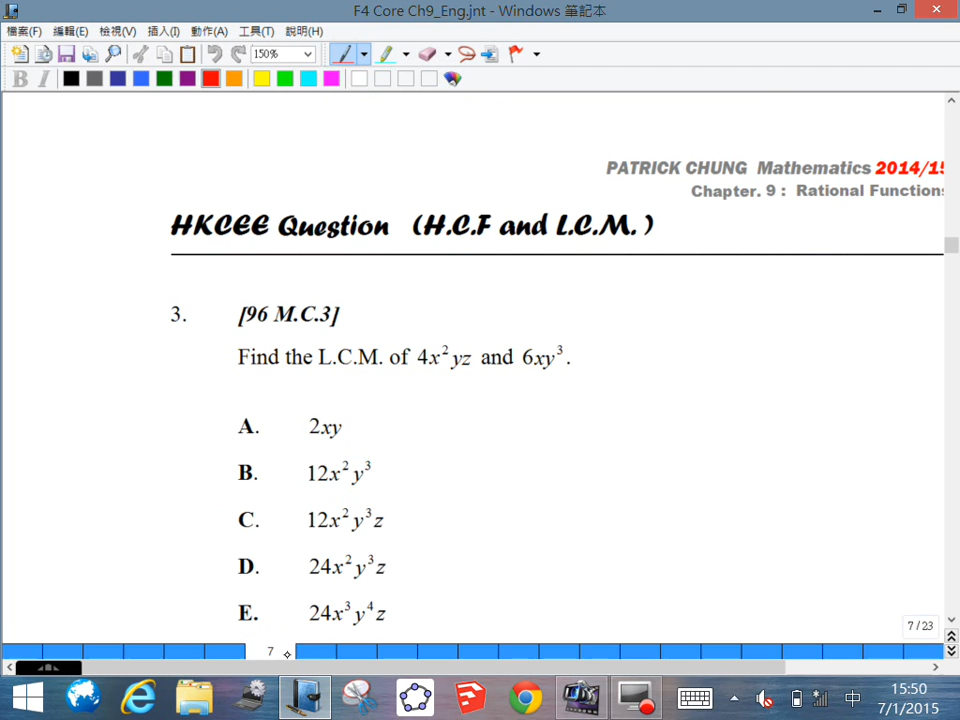 F4 Core Ch9_Eng.jnt - Windows 筆記本
檔案(F) 編輯(E) 檢視(V) 插入(I) 動作(A) 工具(T) 說明(H)
150%
B I
PATRICK CHUNG Mathematics 2014/15
Chapter. 9 : Rational Functions
HKCEE Question (H.C.F and L.C.M. )
3. [96 M.C.3]
Find the L.C.M. of 4x²yz and 6xy³.
A. 2xy
B. 12x²y³
C. 12x²y³z
D. 24x²y³z
E. 24x³y⁴z
7 / 23
7
中
15:50
7/1/2015